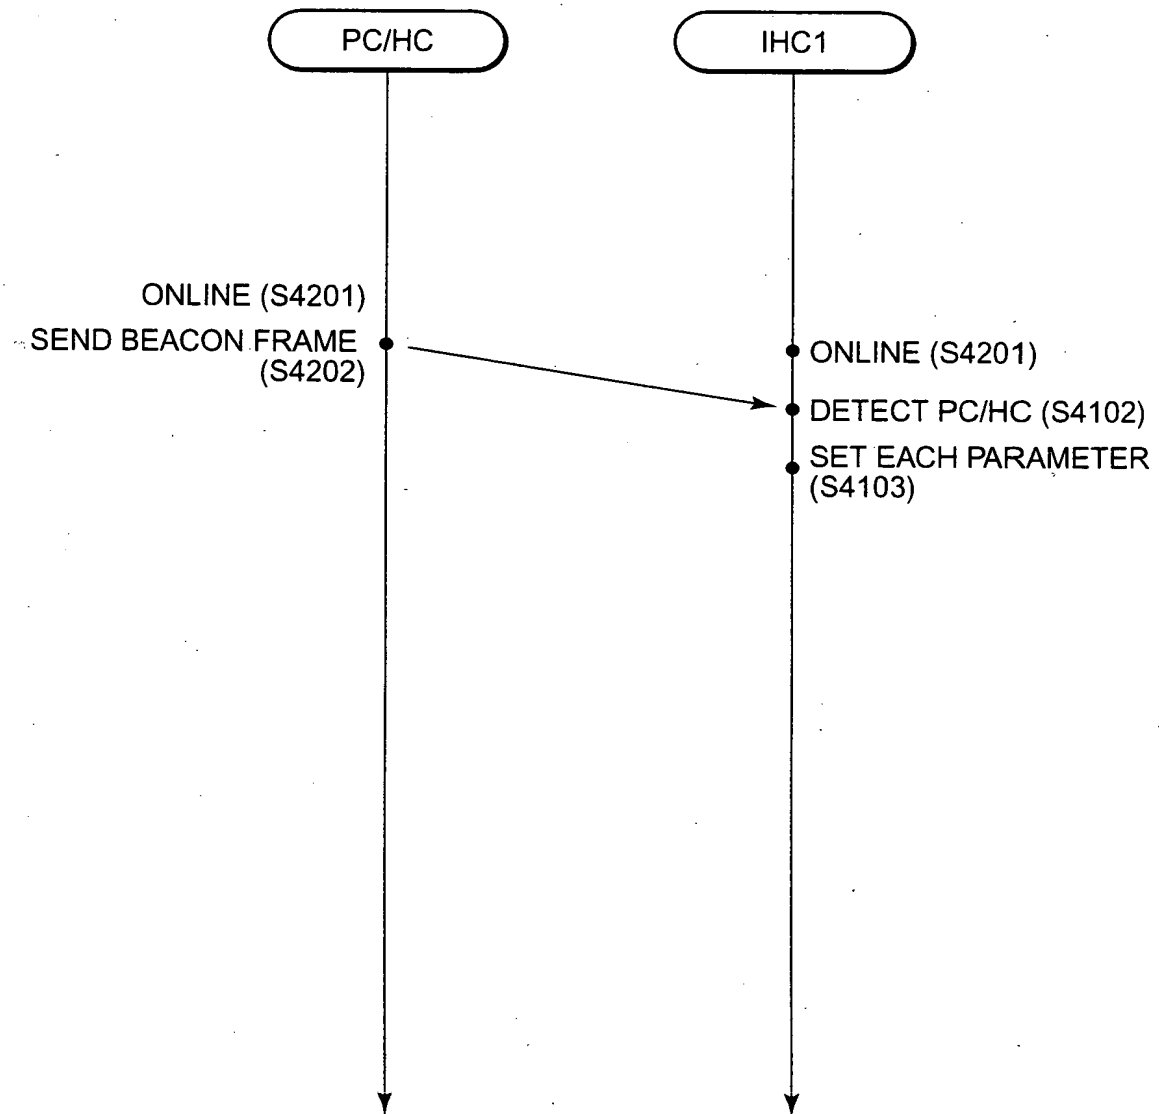 PC/HC
IHC1
ONLINE (S4201)
SEND BEACON FRAME
(S4202)
ONLINE (S4201)
DETECT PC/HC (S4102)
SET EACH PARAMETER
(S4103)